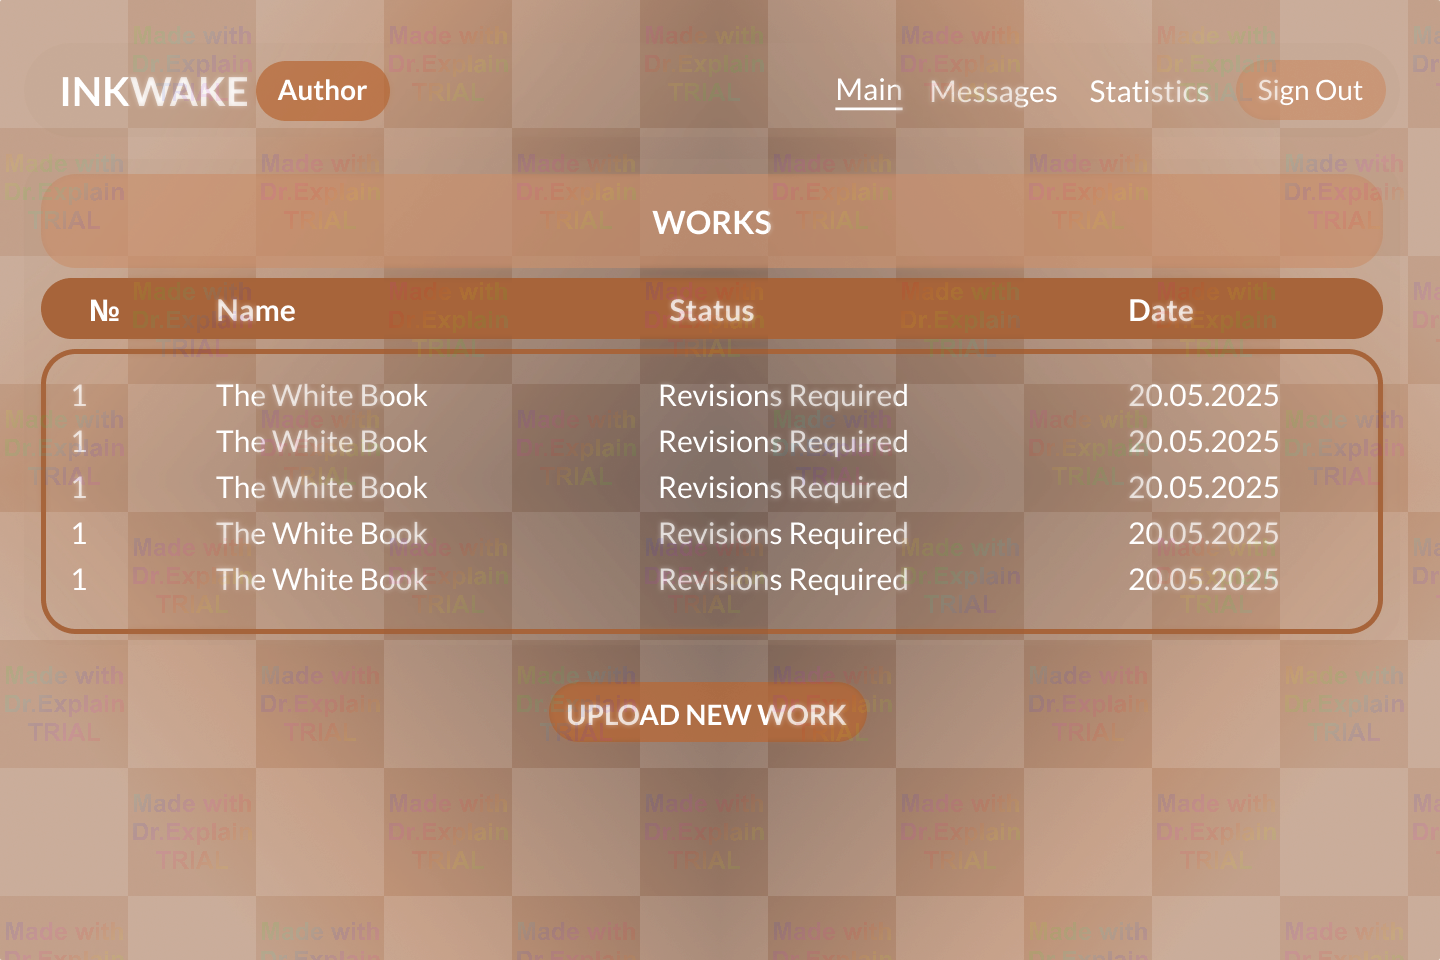 INKWAKE Author Main Messages Statistics Sign Out
WORKS
№ Name Status Date
1 The White Book Revisions Required 20.05.2025
1 The White Book Revisions Required 20.05.2025
1 The White Book Revisions Required 20.05.2025
1 The White Book Revisions Required 20.05.2025
1 The White Book Revisions Required 20.05.2025
UPLOAD NEW WORK
Made with
Dr.Explain
TRIAL